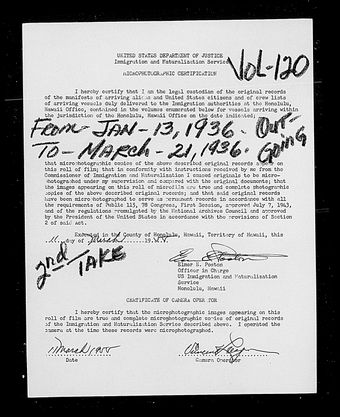 UNITED STATES DEPARTMENT OF JUSTICE
Immigration and Naturalization Service
MICROPHOTOGRAPHIC CERTIFICATION
Vol-120
I hereby certify that I am the legal custodian of the original records
of the manifests of arriving aliens and United States citizens and of crew lists
of arriving vessels duly delivered to the Immigration authorities at the Honolulu,
Hawaii Office, contained in the volumes enumerated for vessels arriving within
the jurisdiction of the Honolulu, Hawaii Office on the date indicated;
From - JAN - 13, 1936 - Out-
To - MARCH - 21, 1936. Going
that microphotographic copies of the above described original records appear on
this roll of film; that in conformity with instructions received by me from the
Commissioner of Immigration and Naturalization I caused originals to be micro-
photographed under my supervision and compared with the original documents; that
the images appearing on this roll of microfilm are true and complete photographic
copies of the above described original records; and that said original records
have been microphotographed to serve as permanent records in accordance with all
the requirements of Public 115, 78 Congress, First Session, approved July 7, 1943,
and of the regulations promulgated by the National Archives Council and approved
by the President of the United States in accordance with the provisions of Section
2 of said act.
Executed in the County of Honolulu, Hawaii, Territory of Hawaii, this
day of March
2nd TAKE
Elmer E. Poston
Officer in Charge
US Immigration and Naturalization
Service
Honolulu, Hawaii
CERTIFICATE OF CAMERA OPERATOR
I hereby certify that the microphotographic images appearing on this
roll of film are true and complete microphotographic copies of original records
of the Immigration and Naturalization Service described above. I operated the
camera at the time these records were microphotographed.
Date
Camera Operator